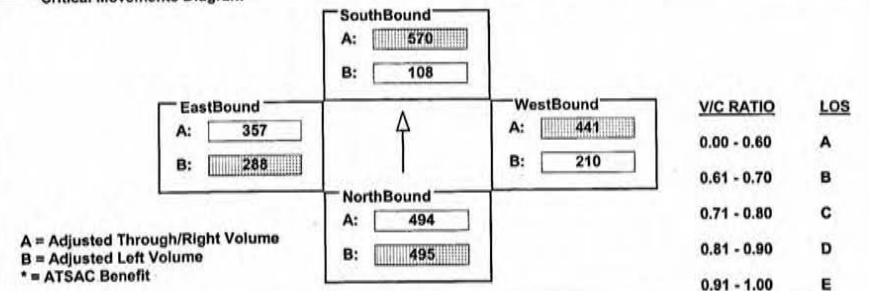 Critical Movements Diagram
SouthBound
A: 570
B: 108
EastBound
A: 357
B: 288
WestBound
A: 441
B: 210
NorthBound
A: 494
B: 495
A = Adjusted Through/Right Volume
B = Adjusted Left Volume
* = ATSAC Benefit
V/C RATIO LOS
0.00 - 0.60 A
0.61 - 0.70 B
0.71 - 0.80 C
0.81 - 0.90 D
0.91 - 1.00 E